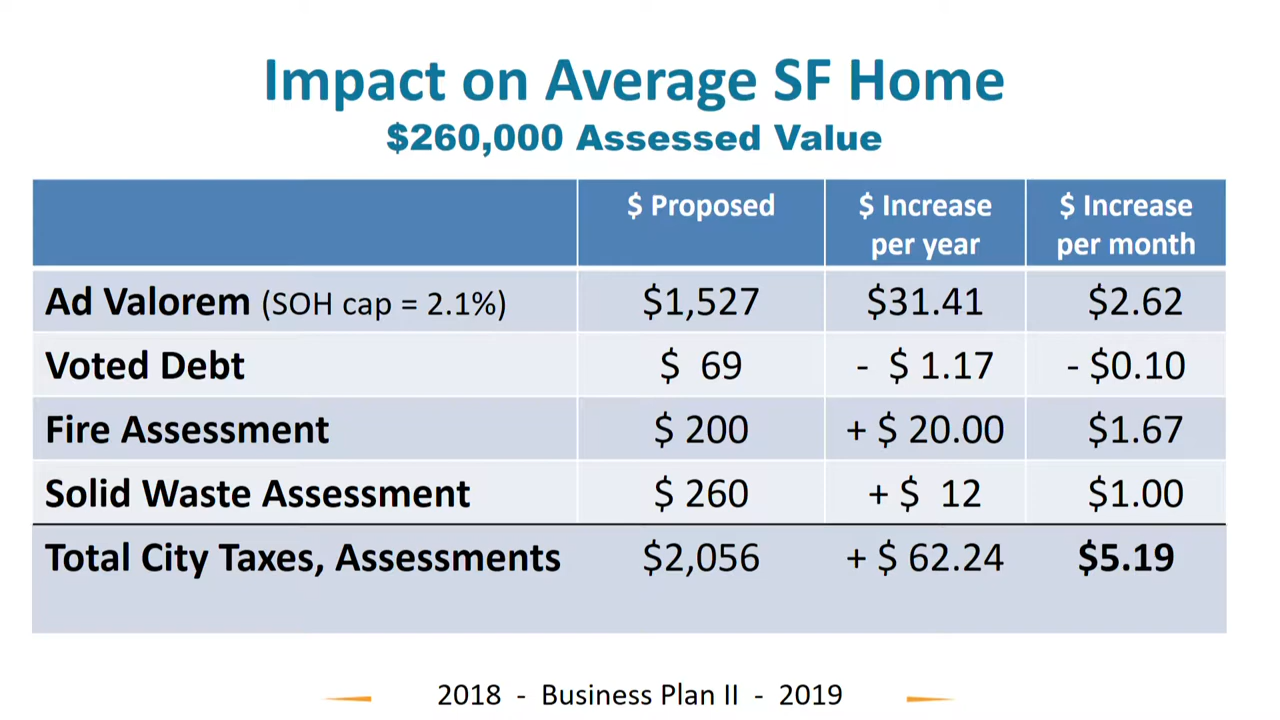 Impact on Average SF Home
$260,000 Assessed Value
$ Proposed $ Increase per year $ Increase per month
Ad Valorem (SOH cap = 2.1%) $1,527 $31.41 $2.62
Voted Debt $ 69 - $ 1.17 - $0.10
Fire Assessment $ 200 + $ 20.00 $1.67
Solid Waste Assessment $ 260 + $ 12 $1.00
Total City Taxes, Assessments $2,056 + $ 62.24 $5.19
2018 - Business Plan II - 2019